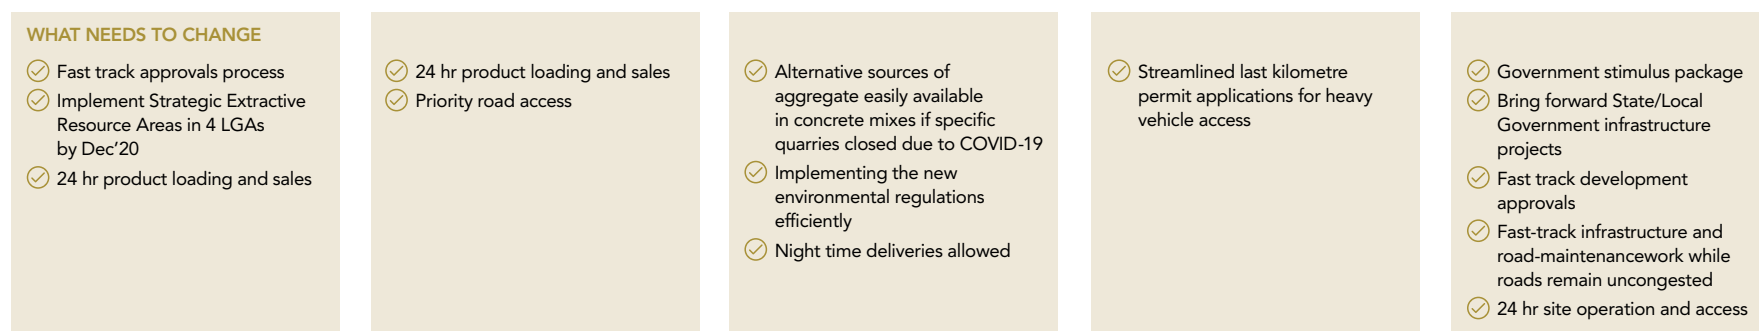 WHAT NEEDS TO CHANGE
Fast track approvals process
Implement Strategic Extractive
Resource Areas in 4 LGAs
by Dec’20
24 hr product loading and sales
24 hr product loading and sales
Priority road access
Alternative sources of
aggregate easily available
in concrete mixes if specific
quarries closed due to COVID-19
Implementing the new
environmental regulations
efficiently
Night time deliveries allowed
Streamlined last kilometre
permit applications for heavy
vehicle access
Government stimulus package
Bring forward State/Local
Government infrastructure
projects
Fast track development
approvals
Fast-track infrastructure and
road-maintenancework while
roads remain uncongested
24 hr site operation and access